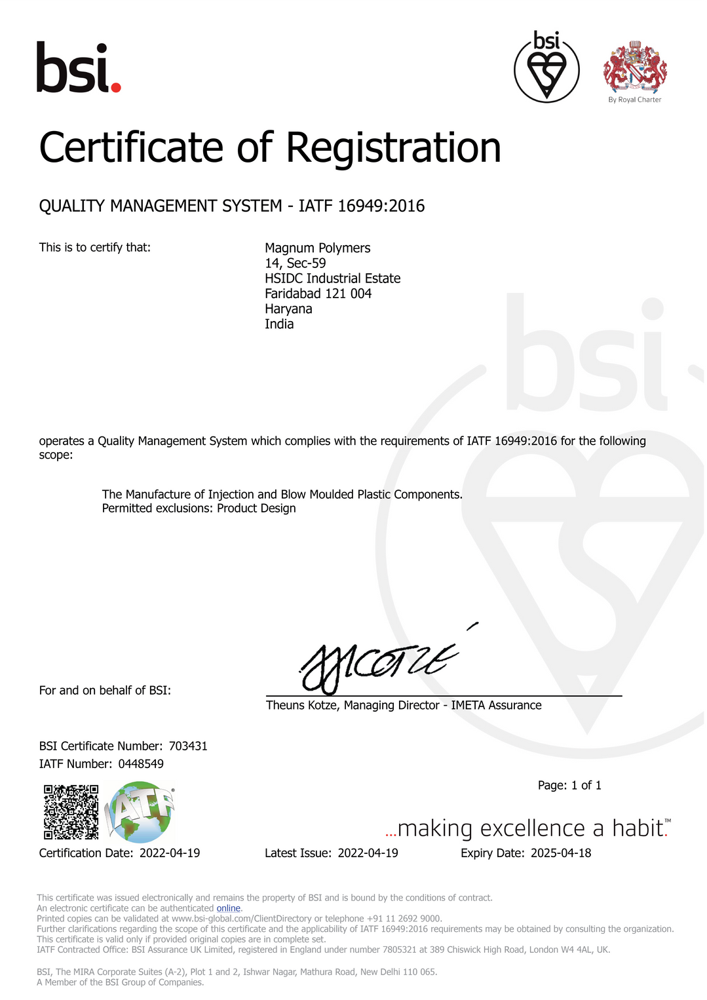 bsi.
bsi
By Royal Charter
Certificate of Registration
QUALITY MANAGEMENT SYSTEM - IATF 16949:2016
This is to certify that:
Magnum Polymers
14, Sec-59
HSIDC Industrial Estate
Faridabad 121 004
Haryana
India
bsi
operates a Quality Management System which complies with the requirements of IATF 16949:2016 for the following
scope:
The Manufacture of Injection and Blow Moulded Plastic Components.
Permitted exclusions: Product Design
For and on behalf of BSI:
Theuns Kotze, Managing Director - IMETA Assurance
BSI Certificate Number: 703431
IATF Number: 0448549
IATF®
Page: 1 of 1
...making excellence a habit.™
Certification Date: 2022-04-19 Latest Issue: 2022-04-19 Expiry Date: 2025-04-18
This certificate was issued electronically and remains the property of BSI and is bound by the conditions of contract.
An electronic certificate can be authenticated online.
Printed copies can be validated at www.bsi-global.com/ClientDirectory or telephone +91 11 2692 9000.
Further clarifications regarding the scope of this certificate and the applicability of IATF 16949:2016 requirements may be obtained by consulting the organization.
This certificate is valid only if provided original copies are in complete set.
IATF Contracted Office: BSI Assurance UK Limited, registered in England under number 7805321 at 389 Chiswick High Road, London W4 4AL, UK.
BSI, The MIRA Corporate Suites (A-2), Plot 1 and 2, Ishwar Nagar, Mathura Road, New Delhi 110 065.
A Member of the BSI Group of Companies.